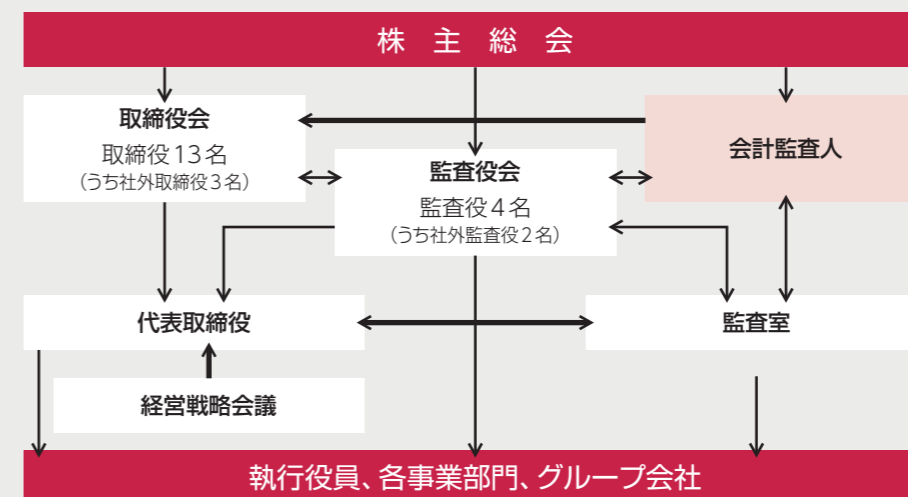 株主総会
取締役会
取締役13名
(うち社外取締役3名)
監査役会
監査役4名
(うち社外監査役2名)
会計監査人
代表取締役
監査室
経営戦略会議
執行役員、各事業部門、グループ会社